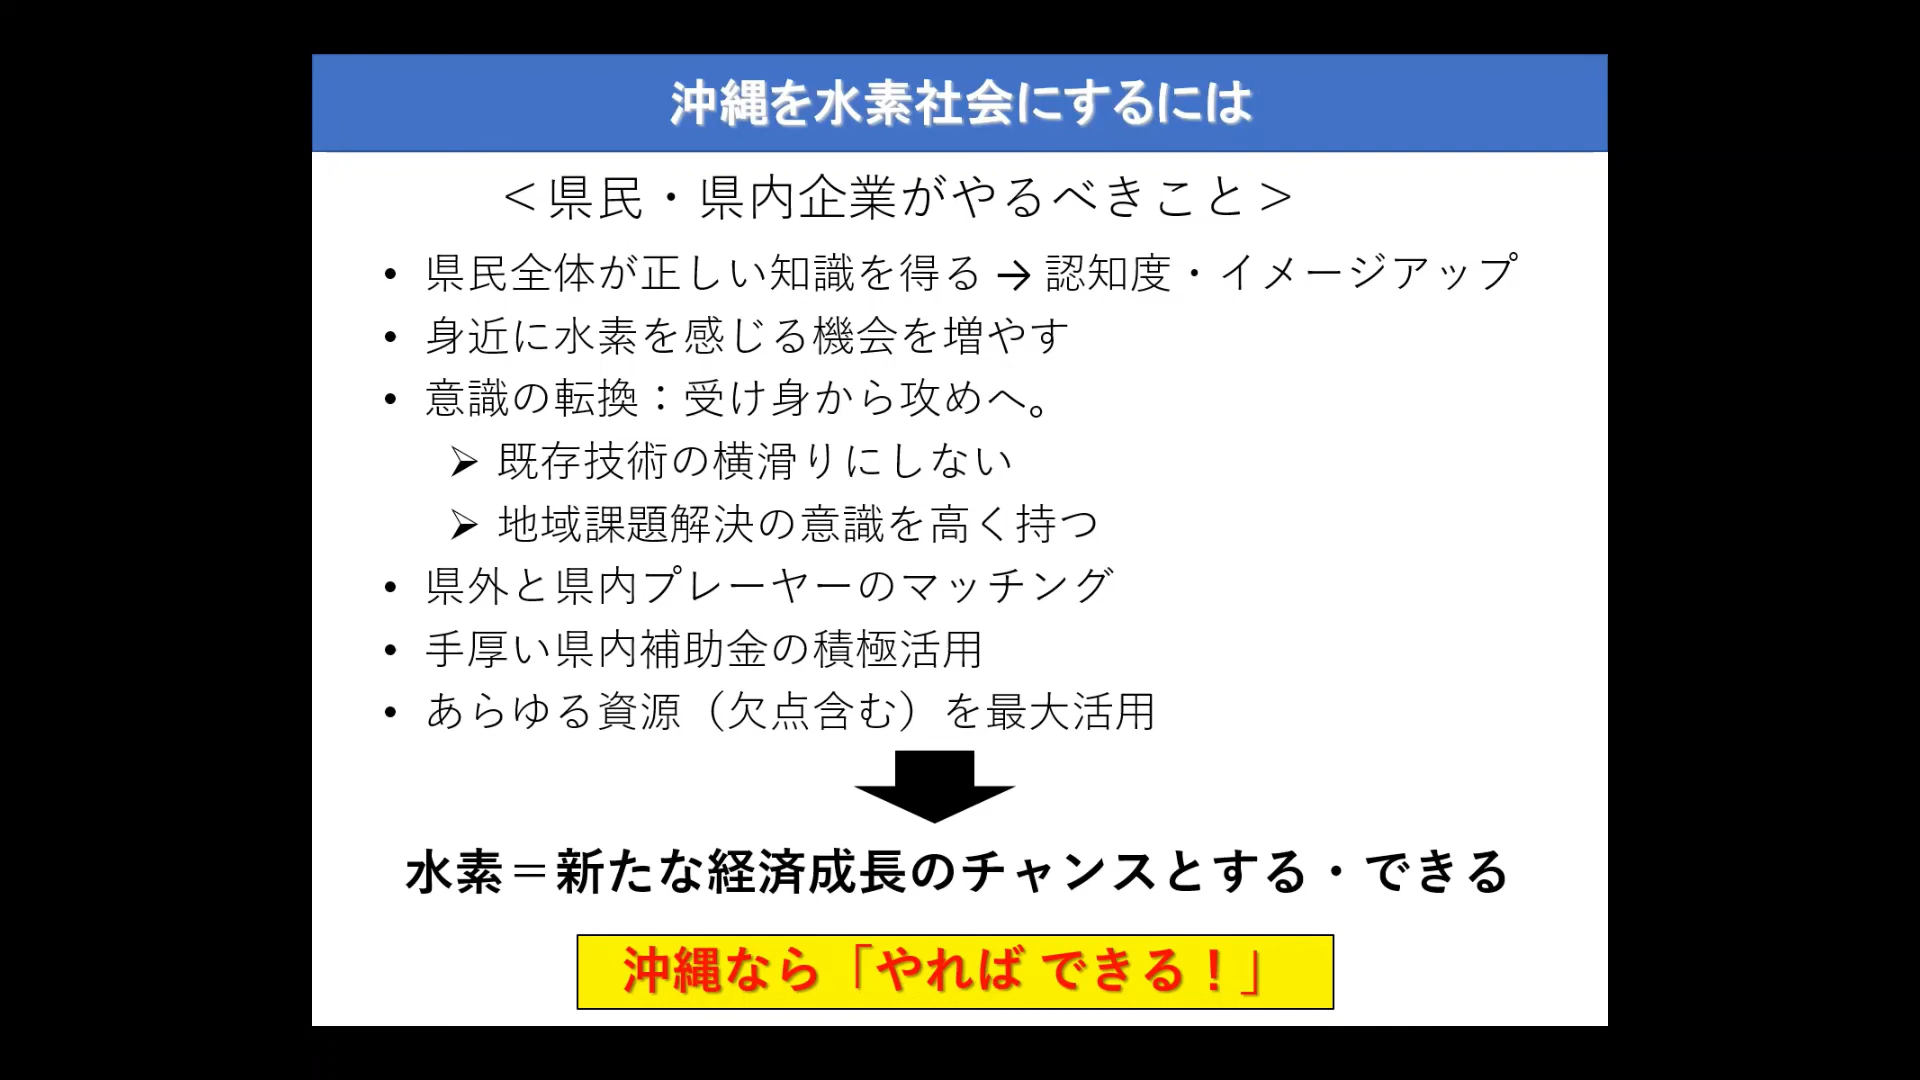 沖縄を水素社会にするには
＜県民・県内企業がやるべきこと＞
• 県民全体が正しい知識を得る → 認知度・イメージアップ
• 身近に水素を感じる機会を増やす
• 意識の転換：受け身から攻めへ。
➢ 既存技術の横滑りにしない
➢ 地域課題解決の意識を高く持つ
• 県外と県内プレーヤーのマッチング
• 手厚い県内補助金の積極活用
• あらゆる資源（欠点含む）を最大活用
水素＝新たな経済成長のチャンスとする・できる
沖縄なら「やれば できる！」